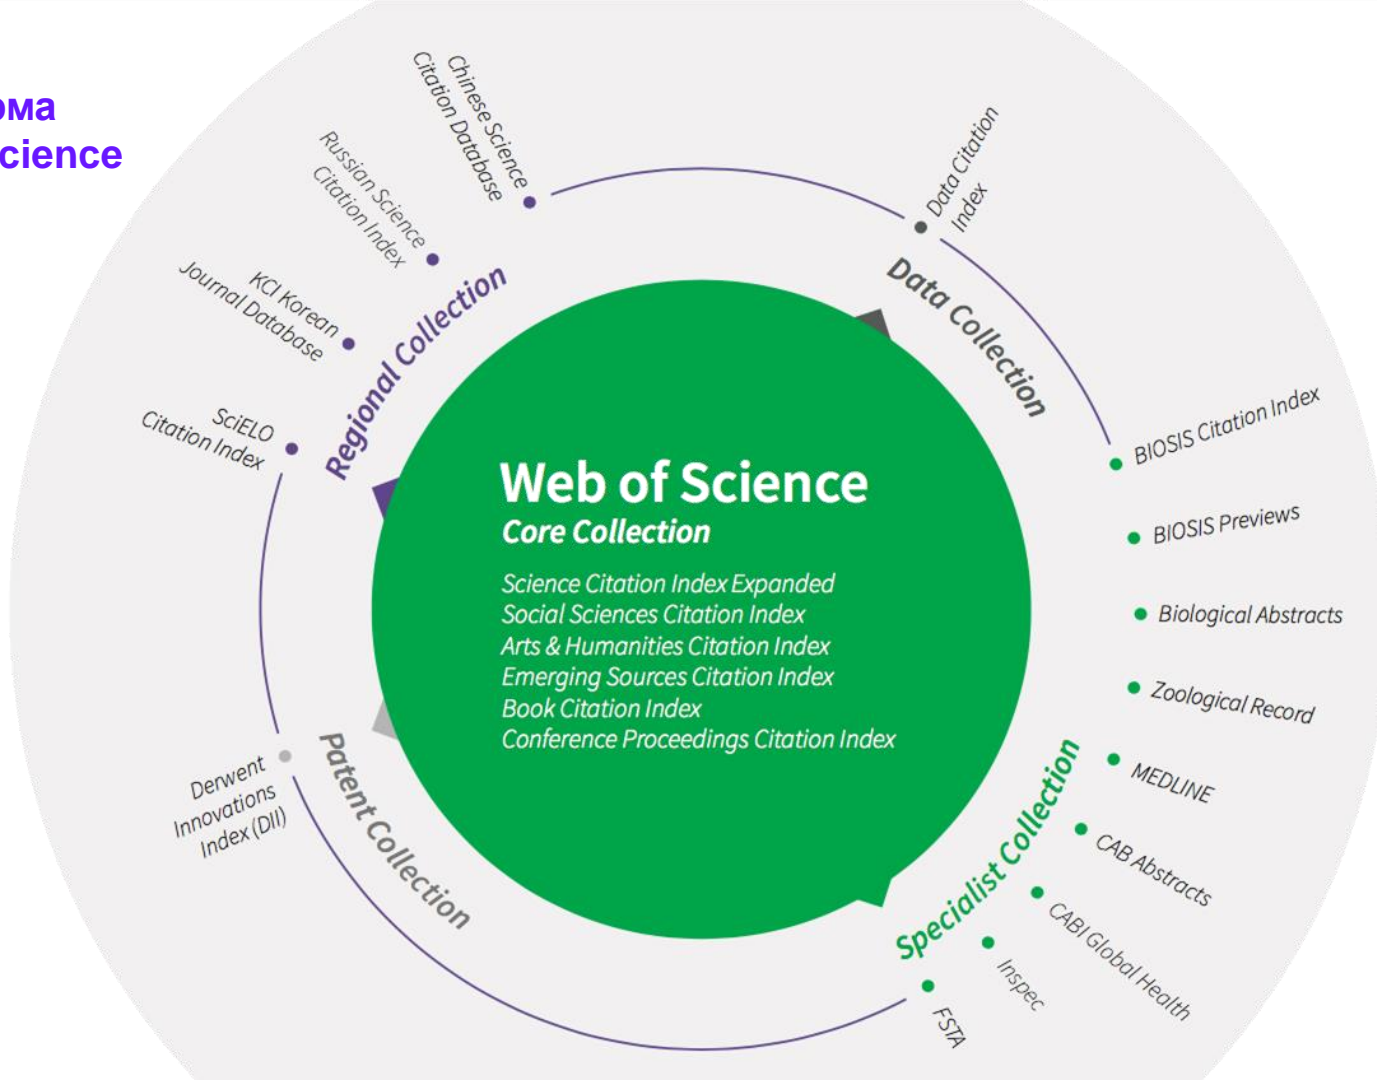 cience
Chinese Science
Citation Database
Russian Science
Citation Index
KCI Korean
Journal Database
SciELO
Citation Index
Regional Collection
Data Citation
Index
Data Collection
Web of Science
Core Collection
Science Citation Index Expanded
Social Sciences Citation Index
Arts & Humanities Citation Index
Emerging Sources Citation Index
Book Citation Index
Conference Proceedings Citation Index
BIOSIS Citation Index
BIOSIS Previews
Biological Abstracts
Zoological Record
MEDLINE
CAB Abstracts
CABI Global Health
Inspec
FSTA
Specialist Collection
Derwent
Innovations
Index (DII)
Patent Collection